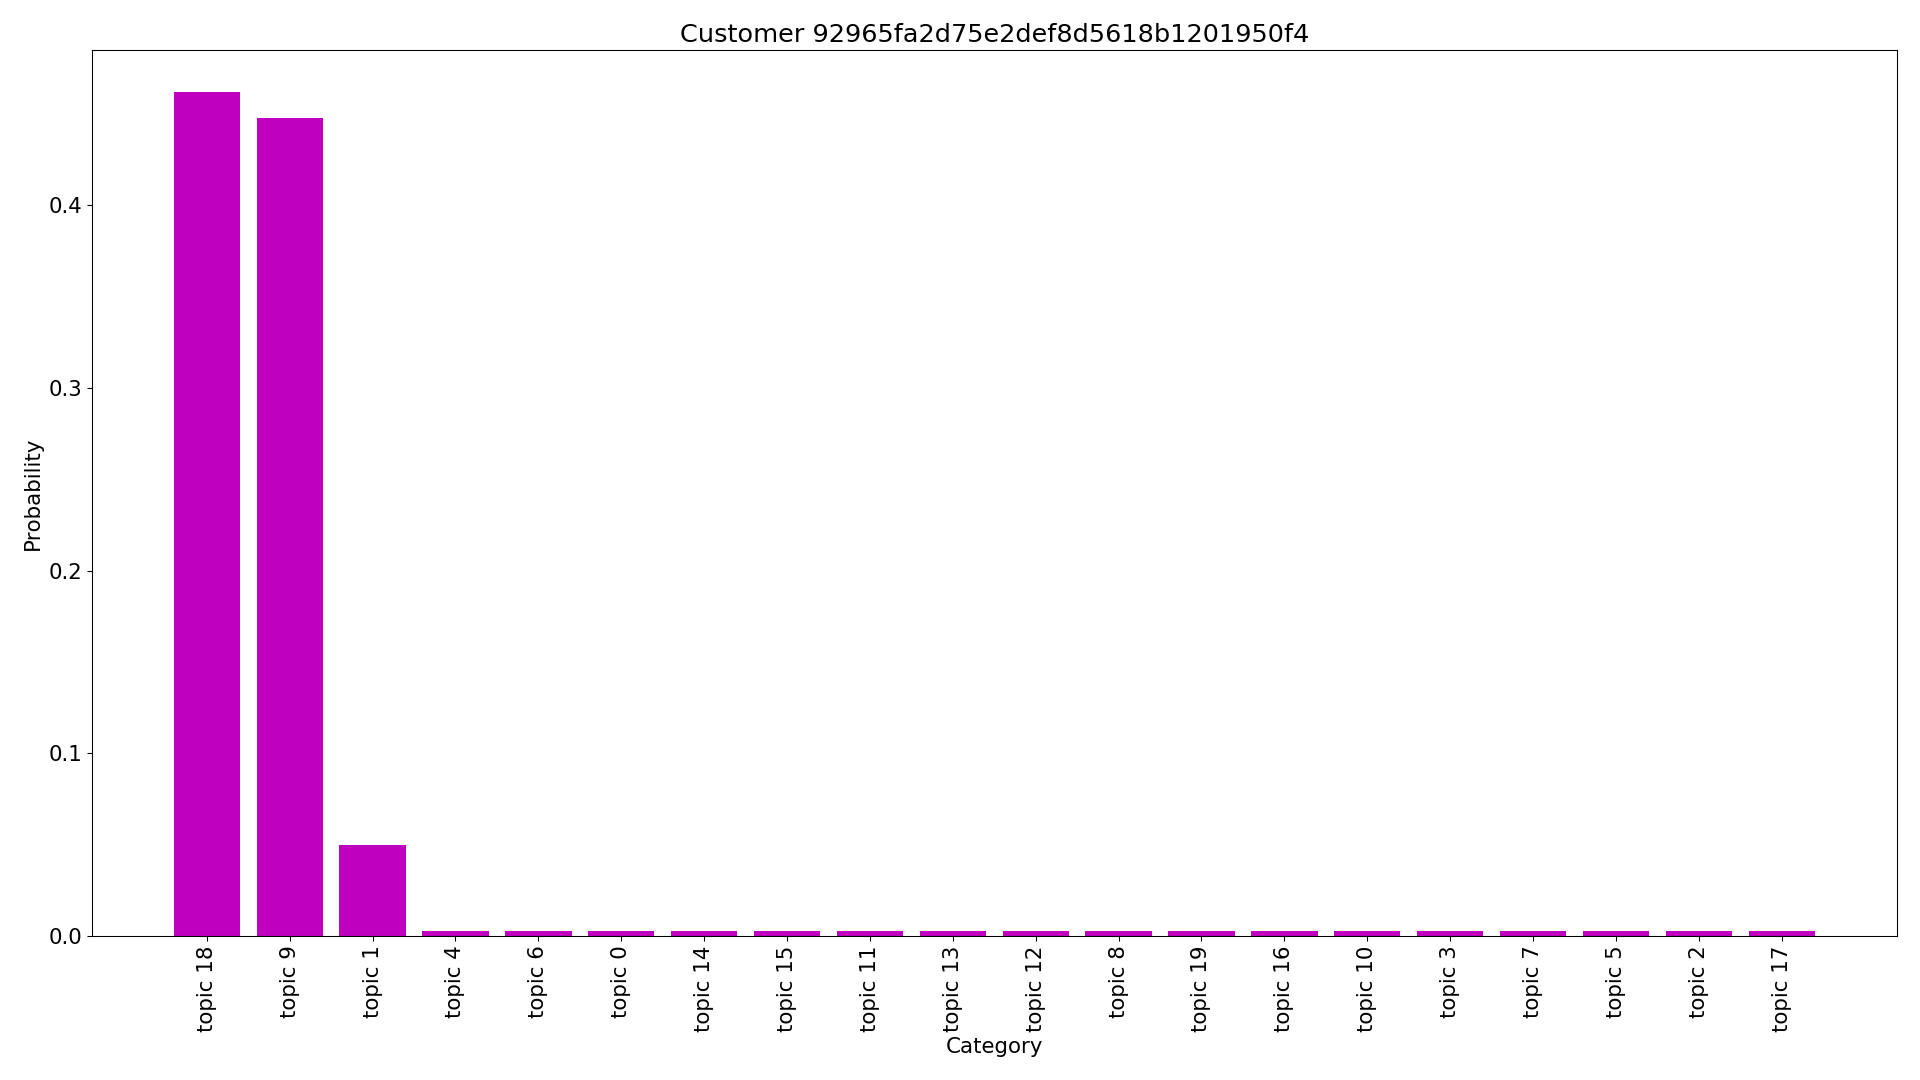 Customer 92965fa2d75e2def8d5618b1201950f4
Probability
0.4
0.3
0.2
0.1
0.0
topic 18
topic 9
topic 1
topic 4
topic 6
topic 0
topic 14
topic 15
topic 11
topic 13
topic 12
topic 8
topic 19
topic 16
topic 10
topic 3
topic 7
topic 5
topic 2
topic 17
Category